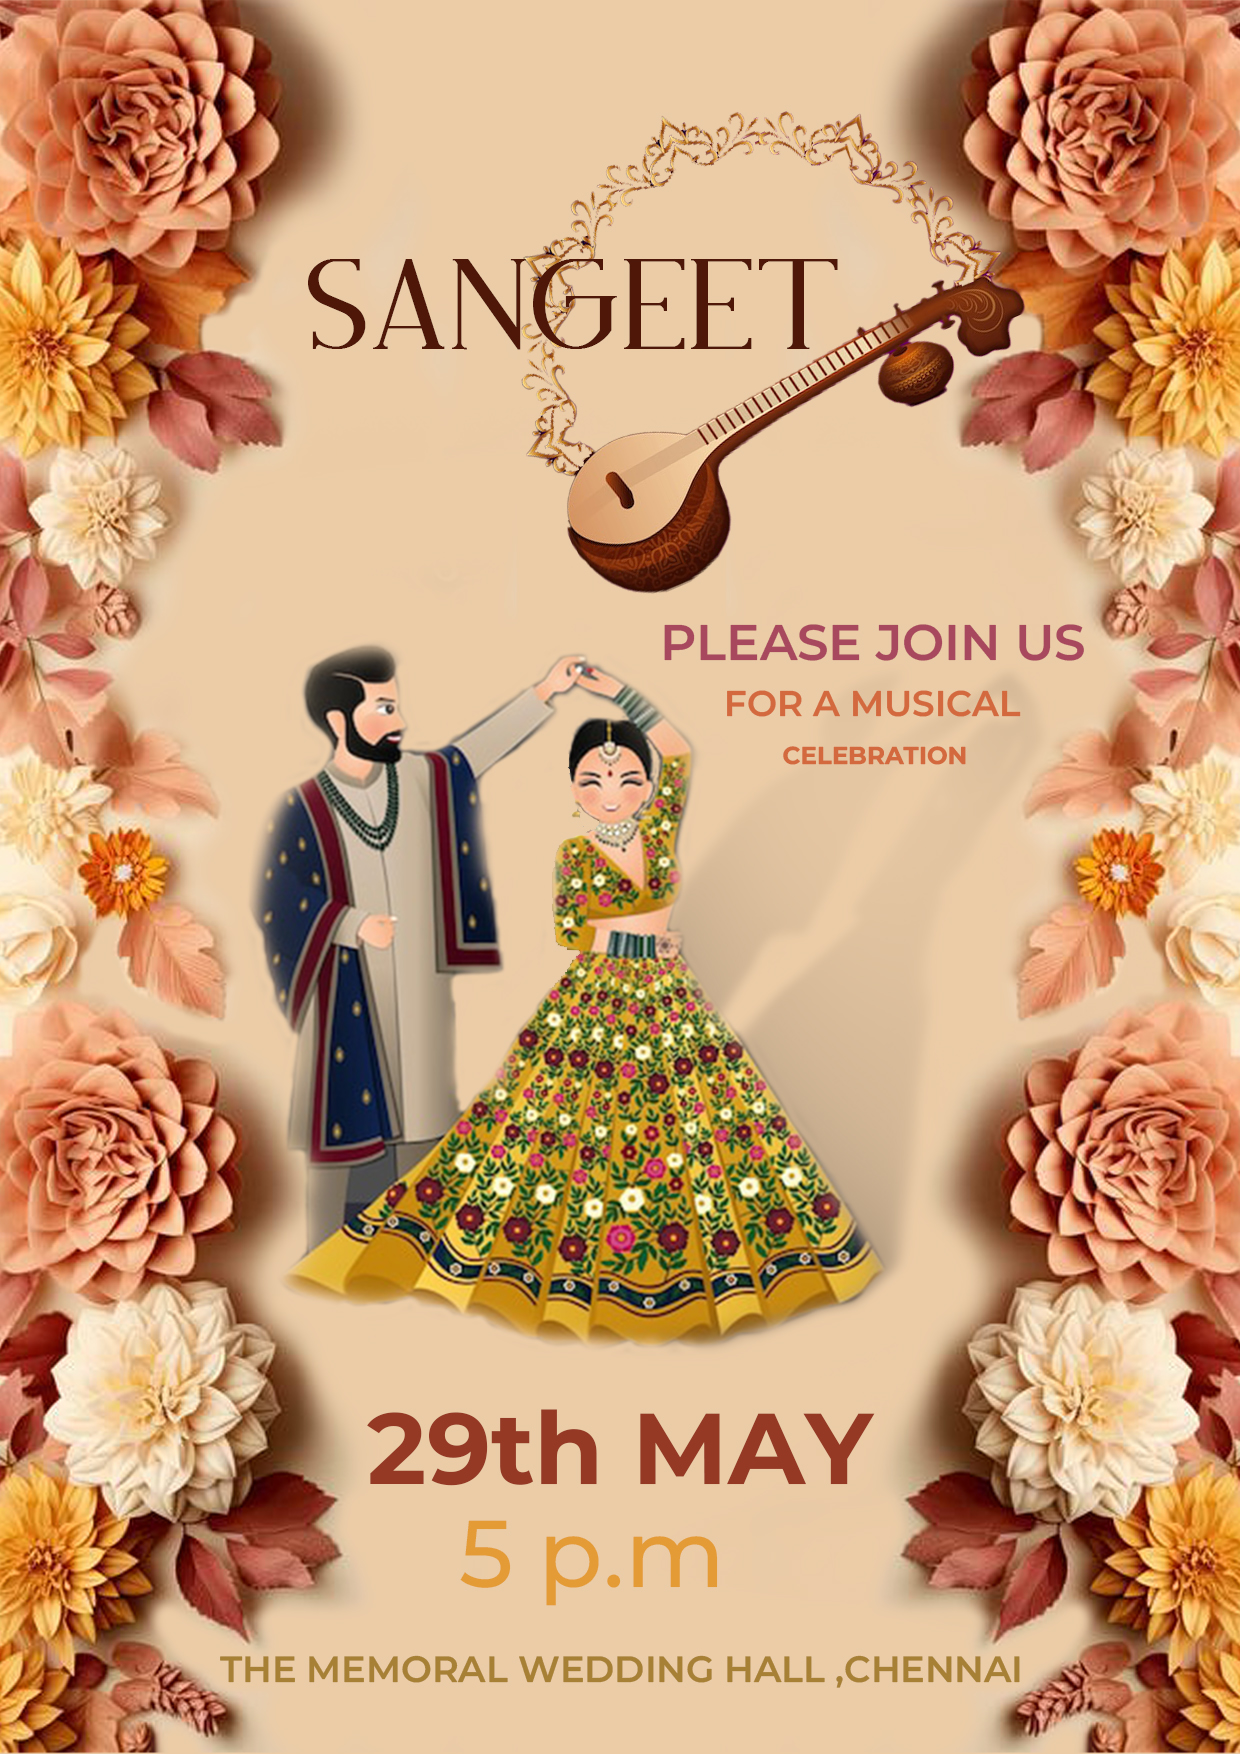 SANGEET
PLEASE JOIN US
FOR A MUSICAL
CELEBRATION
29th MAY
5 p.m
THE MEMORAL WEDDING HALL ,CHENNAI